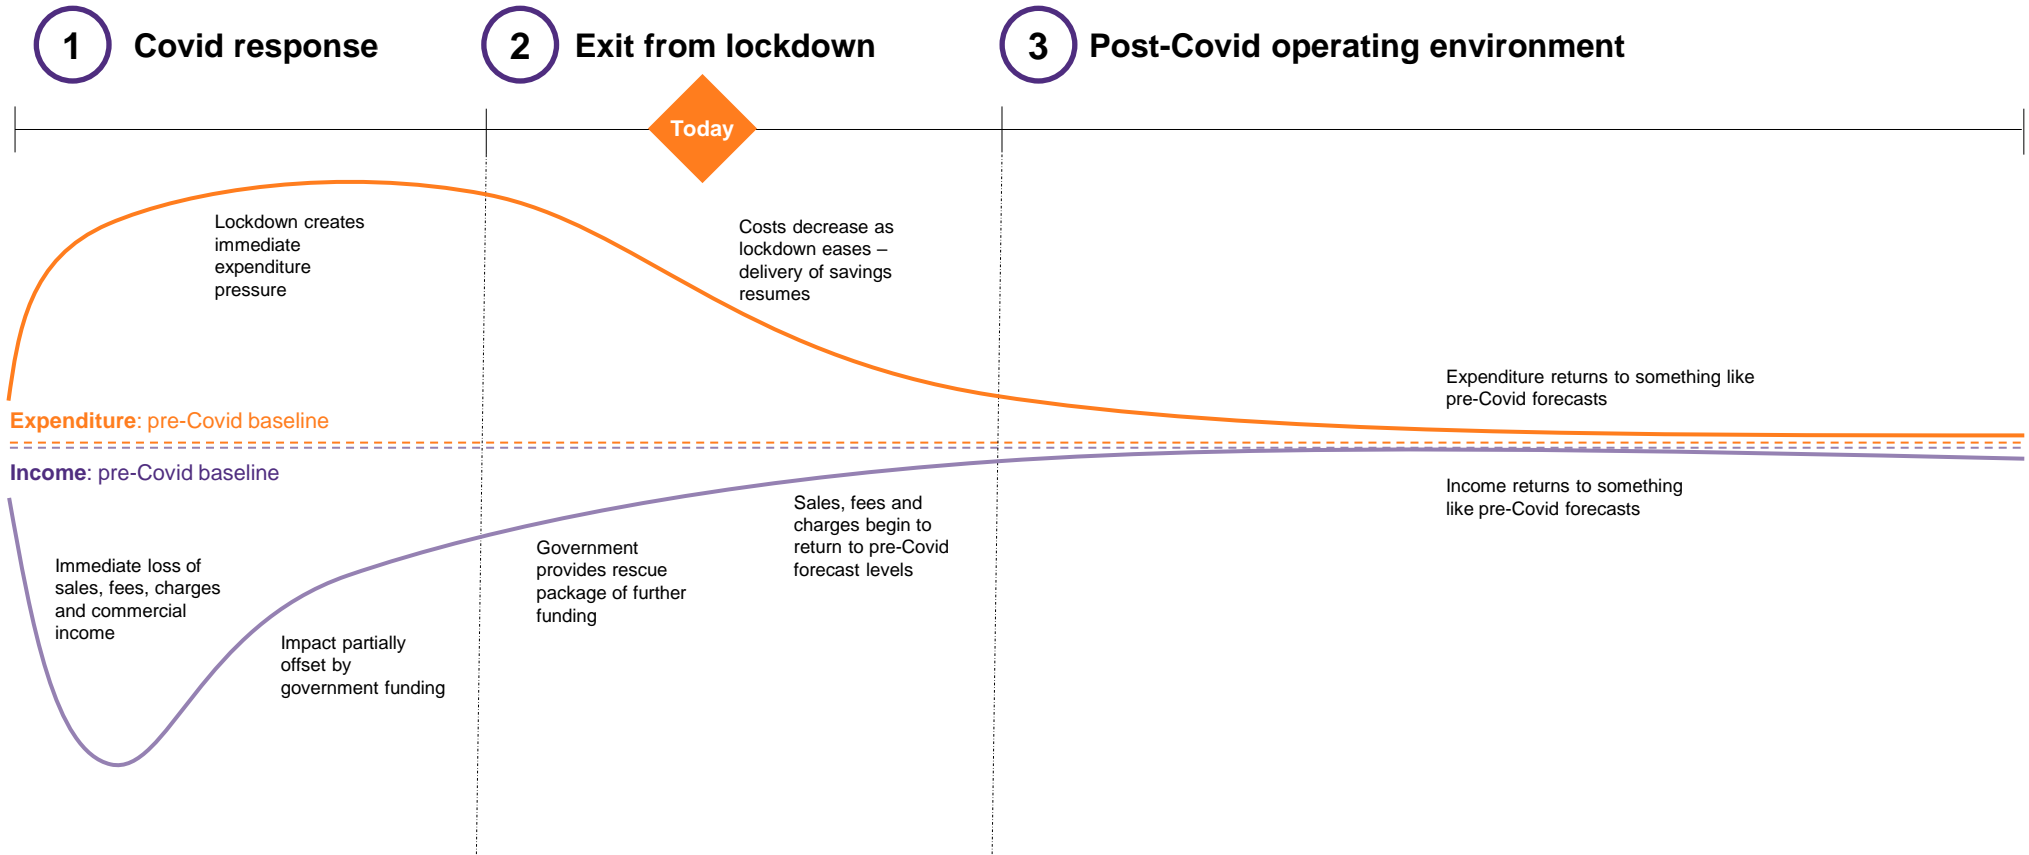 1 Covid response
2 Exit from lockdown
3 Post-Covid operating environment
Today
Lockdown creates
immediate
expenditure
pressure
Costs decrease as
lockdown eases –
delivery of savings
resumes
Expenditure returns to something like
pre-Covid forecasts
Expenditure: pre-Covid baseline
Income: pre-Covid baseline
Immediate loss of
sales, fees, charges
and commercial
income
Impact partially
offset by
government funding
Government
provides rescue
package of further
funding
Sales, fees and
charges begin to
return to pre-Covid
forecast levels
Income returns to something
like pre-Covid forecasts